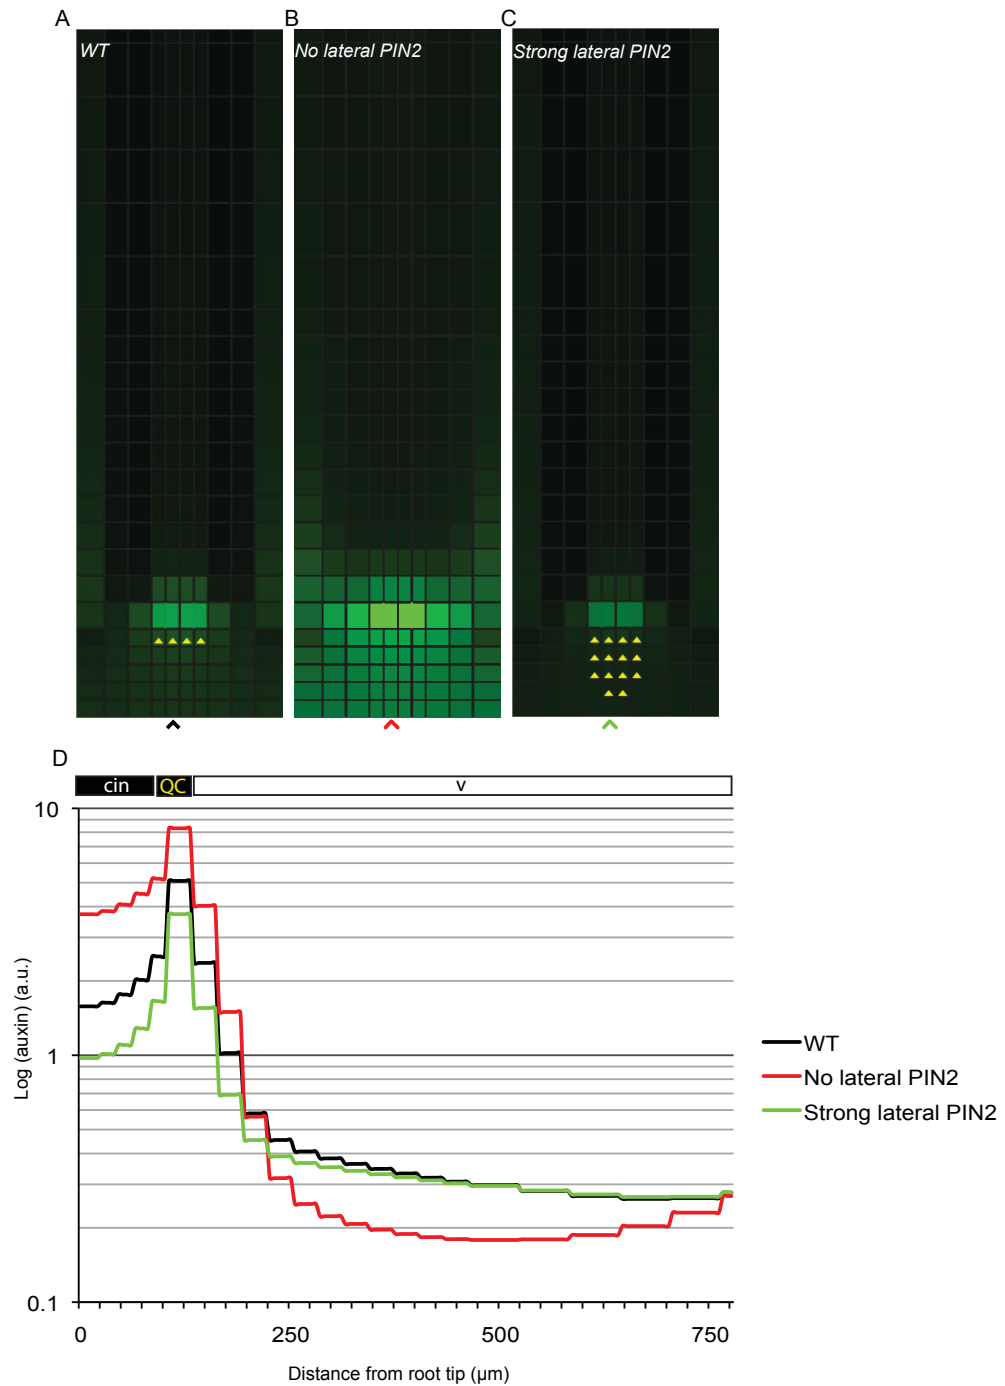 A
B
C
WT
No lateral PIN2
Strong lateral PIN2
D
cin
QC
v
10
1
0.1
Log (auxin) (a.u.)
0
250
500
750
Distance from root tip (µm)
WT
No lateral PIN2
Strong lateral PIN2